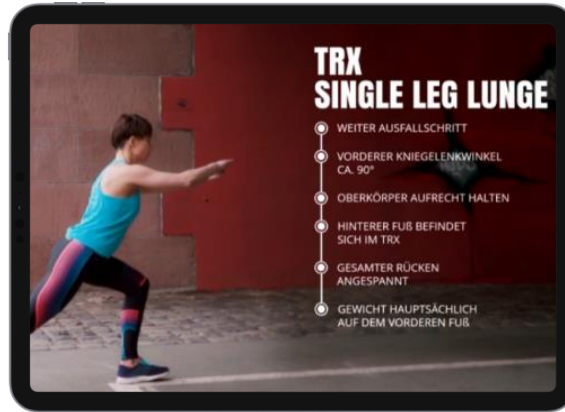 TRX
SINGLE LEG LUNGE
WEITER AUSFALLSCHRITT
VORDERER KNIEGELENKWINKEL
CA. 90°
OBERKÖRPER AUFRECHT HALTEN
HINTERER FUß BEFINDET
SICH IM TRX
GESAMTER RÜCKEN
ANGESPANNT
GEWICHT HAUPTSÄCHLICH
AUF DEM VORDEREN FUß